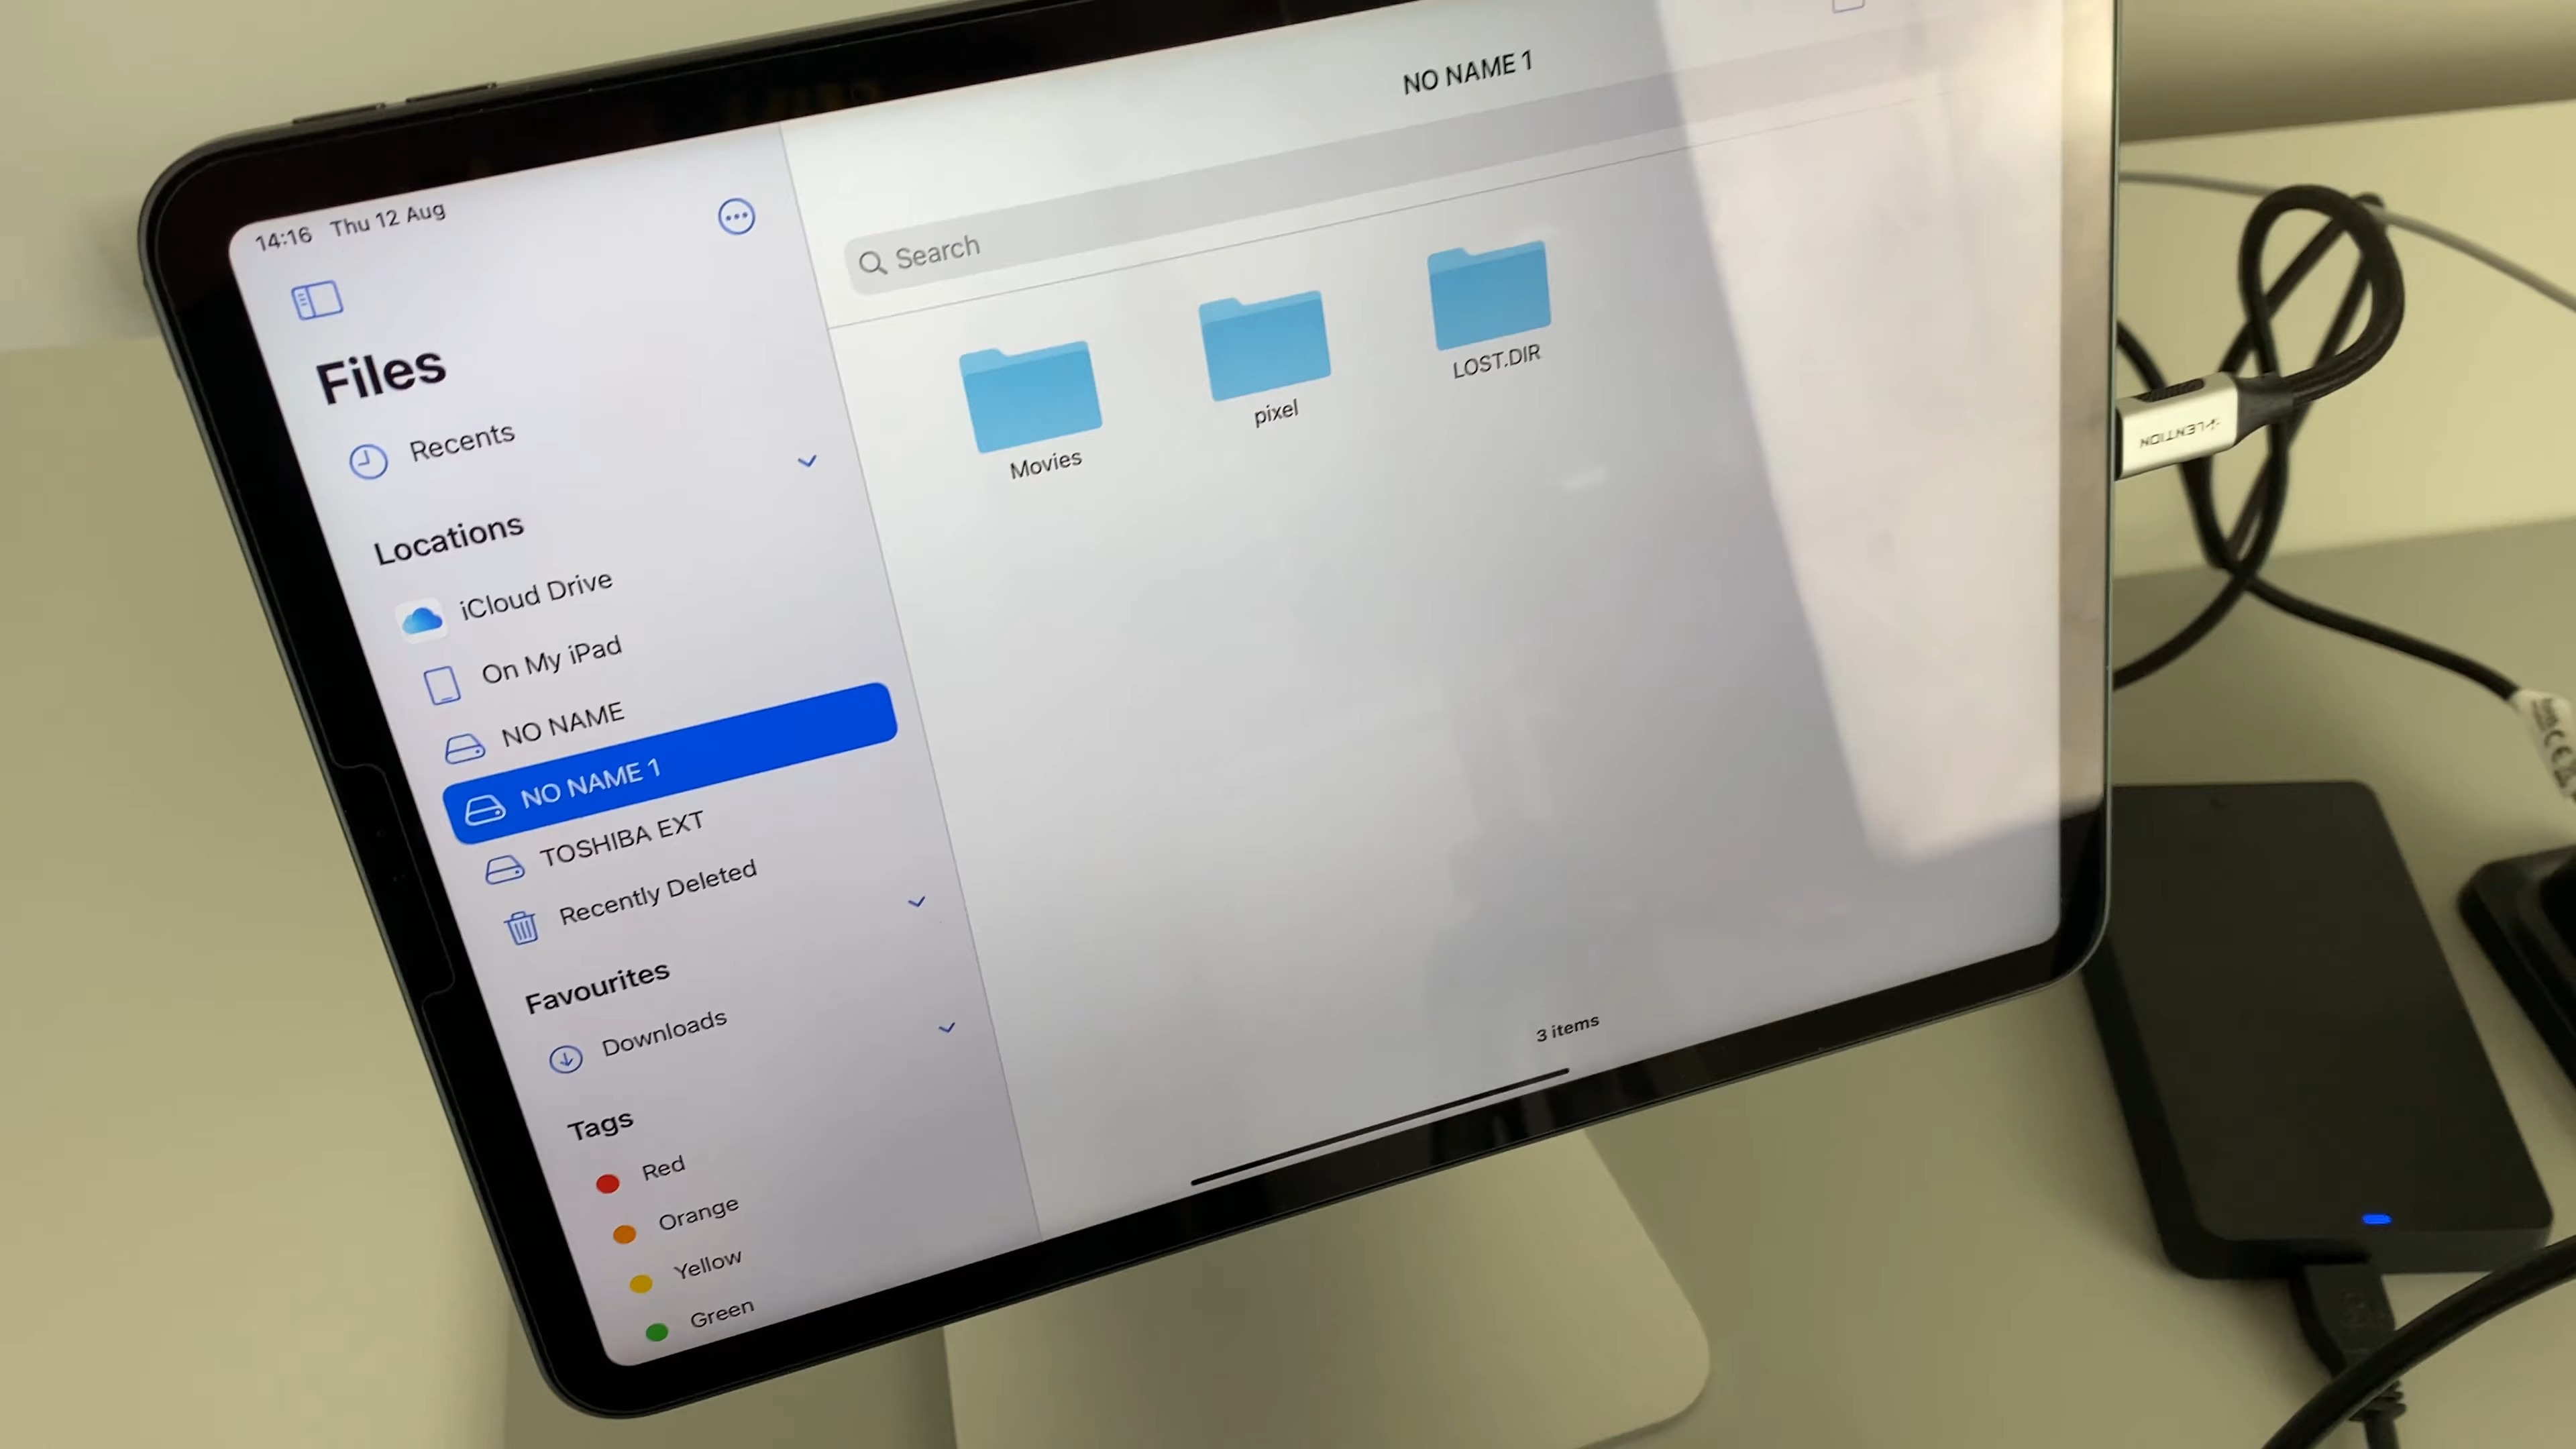 14:16 Thu 12 Aug
Files
Recents
Locations
iCloud Drive
On My iPad
NO NAME
NO NAME 1
TOSHIBA EXT
Recently Deleted
Favourites
Downloads
Tags
Red
Orange
Yellow
Green
NO NAME 1
Search
Movies
pixel
LOST.DIR
3 items
LENTION
CE